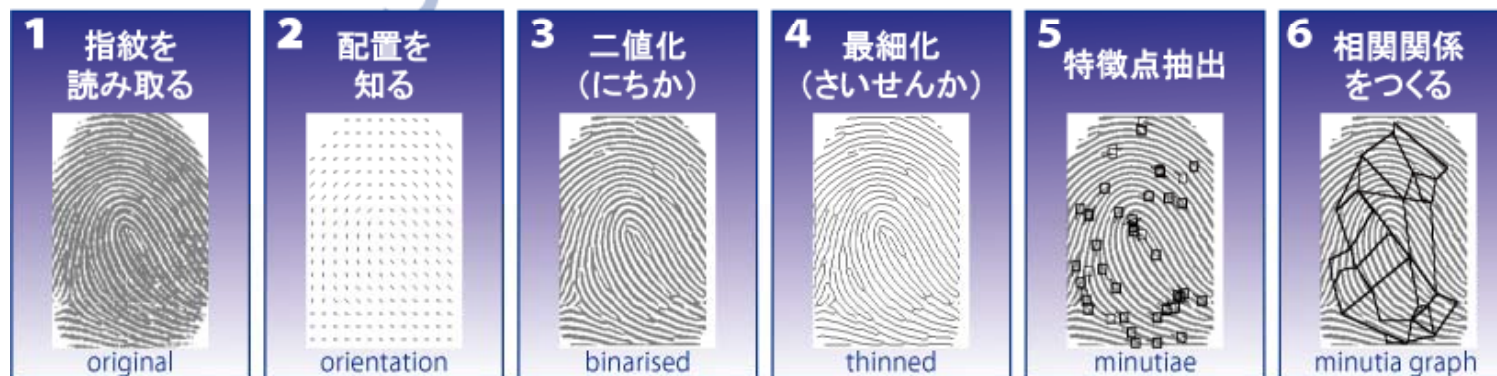 1
指紋を
読み取る
original
2
配置を
知る
orientation
3
二値化
（にちか）
binarised
4
最細化
（さいせんか）
thinned
5
特徴点抽出
minutiae
6
相関関係
をつくる
minutia graph